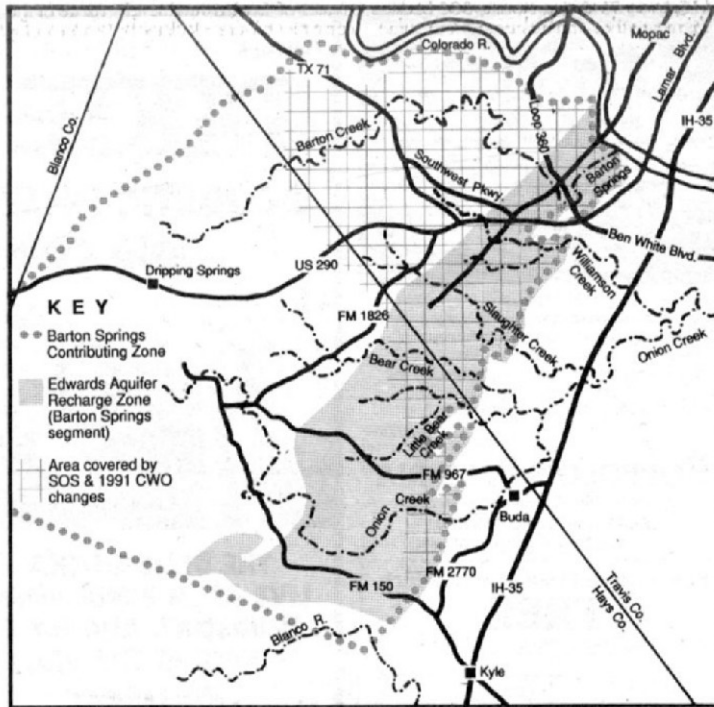 Colorado R.
Mopac
Lamar Blvd.
TX 71
Loop 360
IH-35
Blanco Co.
Barton Creek
Southwest Pkwy.
Barton
Springs
Ben White Blvd.
Dripping Springs
US 290
Williamson
Creek
KEY
Barton Springs
Contributing Zone
FM 1826
Slaughter Creek
Onion Creek
Bear Creek
Edwards Aquifer
Recharge Zone
(Barton Springs
segment)
Little Bear
Creek
Area covered by
SOS & 1991 CWO
changes
FM 967
Onion Creek
Buda
FM 150
FM 2770
IH-35
Travis Co.
Hays Co.
Blanco R.
Kyle